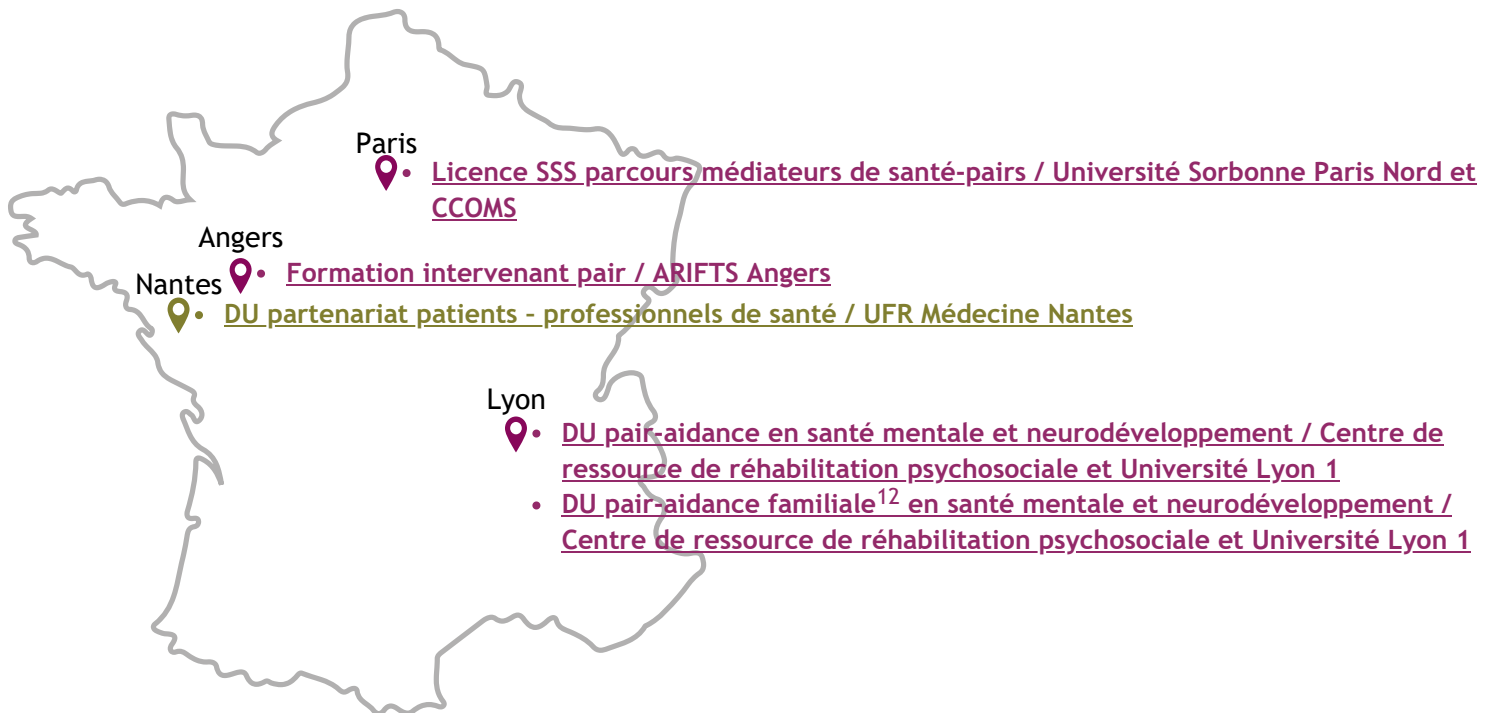 Paris
• Licence SSS parcours médiateurs de santé-pairs / Université Sorbonne Paris Nord et
CCOMS
Angers
• Formation intervenant pair / ARIFTS Angers
Nantes
• DU partenariat patients – professionnels de santé / UFR Médecine Nantes
Lyon
• DU pair-aidance en santé mentale et neurodéveloppement / Centre de
ressource de réhabilitation psychosociale et Université Lyon 1
• DU pair-aidance familiale¹² en santé mentale et neurodéveloppement /
Centre de ressource de réhabilitation psychosociale et Université Lyon 1